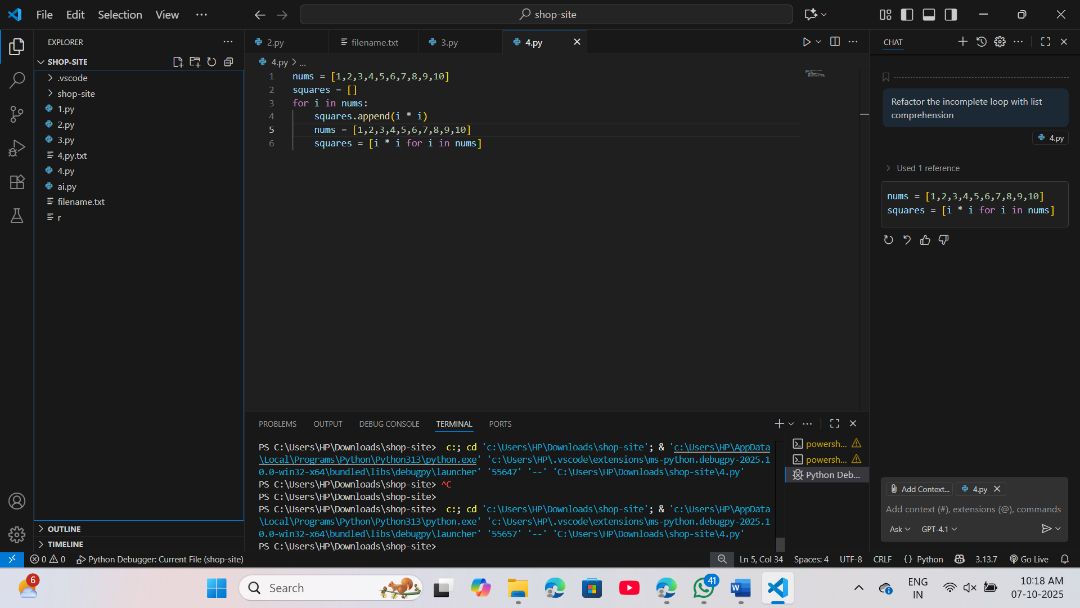 File Edit Selection View ··· shop-site
EXPLORER ···
SHOP-SITE
.vscode
shop-site
1.py
2.py
3.py
4,py.txt
4.py
ai.py
filename.txt
r
OUTLINE
TIMELINE
2.py filename.txt 3.py 4.py
4.py > ...
1 nums = [1,2,3,4,5,6,7,8,9,10]
2 squares = []
3 for i in nums:
4 squares.append(i * i)
5 nums = [1,2,3,4,5,6,7,8,9,10]
6 squares = [i * i for i in nums]
PROBLEMS OUTPUT DEBUG CONSOLE TERMINAL PORTS
PS C:\Users\HP\Downloads\shop-site> c:; cd 'c:\Users\HP\Downloads\shop-site'; & 'c:\Users\HP\AppData
\Local\Programs\Python\Python313\python.exe' 'c:\Users\HP\.vscode\extensions\ms-python.debugpy-2025.1
0.0-win32-x64\bundled\libs\debugpy\launcher' '55647' '--' 'C:\Users\HP\Downloads\shop-site\4.py'
PS C:\Users\HP\Downloads\shop-site> ^C
PS C:\Users\HP\Downloads\shop-site>
PS C:\Users\HP\Downloads\shop-site> c:; cd 'c:\Users\HP\Downloads\shop-site'; & 'c:\Users\HP\AppData
\Local\Programs\Python\Python313\python.exe' 'c:\Users\HP\.vscode\extensions\ms-python.debugpy-2025.1
0.0-win32-x64\bundled\libs\debugpy\launcher' '55657' '--' 'C:\Users\HP\Downloads\shop-site\4.py'
PS C:\Users\HP\Downloads\shop-site>
powersh...
powersh...
Python Deb...
CHAT
Refactor the incomplete loop with list
comprehension
4.py
Used 1 reference
nums = [1,2,3,4,5,6,7,8,9,10]
squares = [i * i for i in nums]
Add Context... 4.py
Add context (#), extensions (@), commands
Ask GPT-4.1
0 0 Python Debugger: Current File (shop-site) Ln 5, Col 34 Spaces: 4 UTF-8 CRLF {} Python 3.13.7 Go Live
6 Search 41 ENG 10:18 AM
IN 07-10-2025